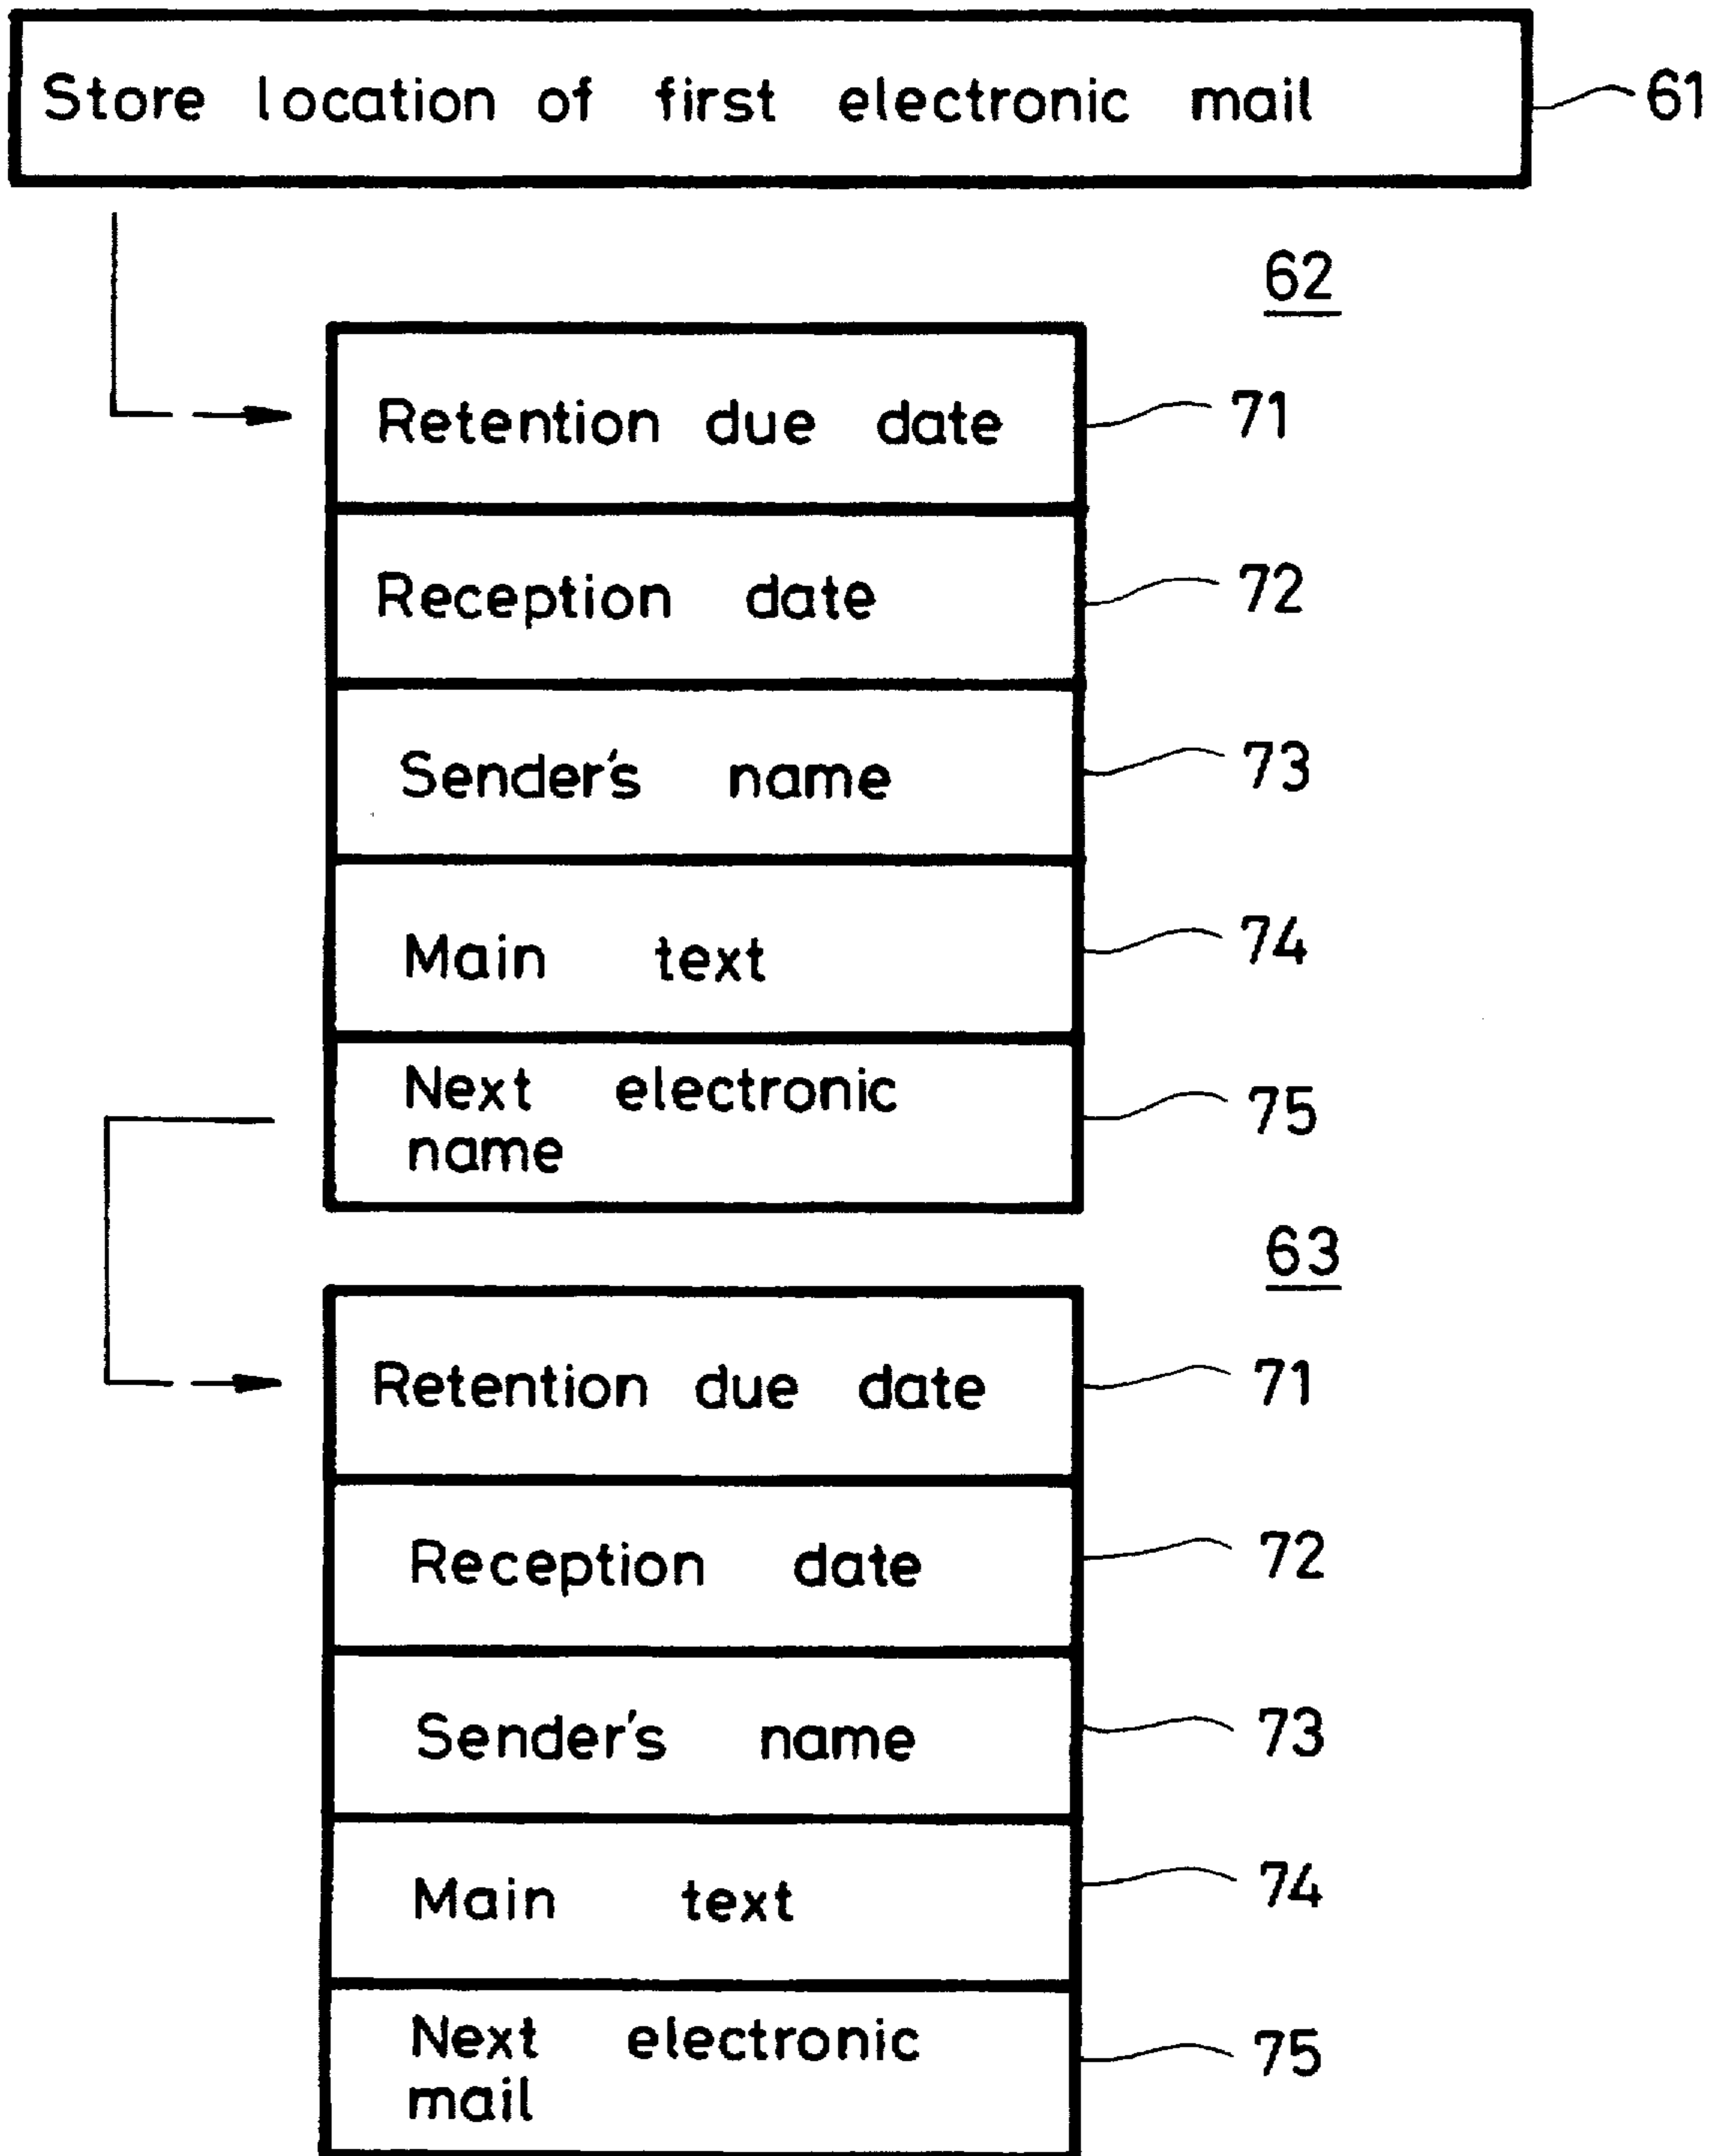 Store location of first electronic mail 61
62
Retention due date 71
Reception date 72
Sender's name 73
Main text 74
Next electronic 75
name
63
Retention due date 71
Reception date 72
Sender's name 73
Main text 74
Next electronic 75
mail